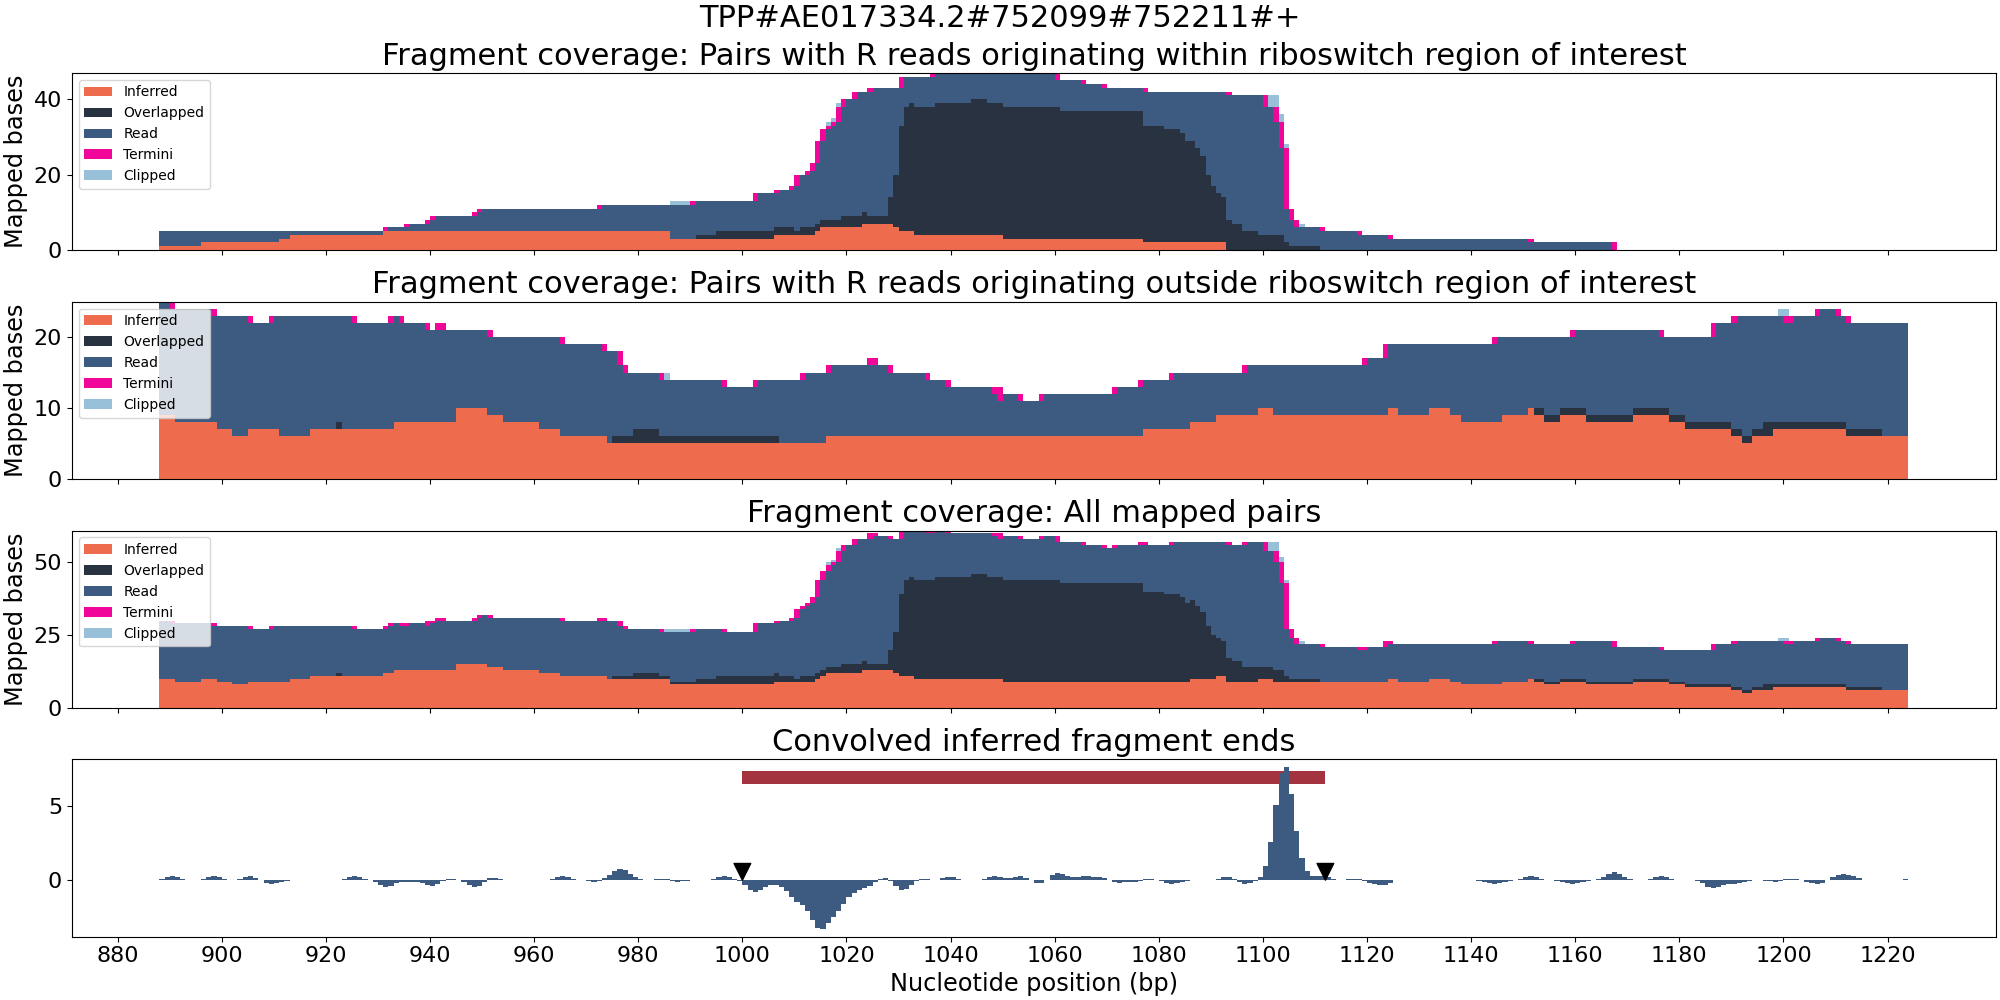 TPP#AE017334.2#752099#752211#+
Fragment coverage: Pairs with R reads originating within riboswitch region of interest
Mapped bases
40
20
0
Inferred
Overlapped
Read
Termini
Clipped
Fragment coverage: Pairs with R reads originating outside riboswitch region of interest
Mapped bases
20
10
0
Inferred
Overlapped
Read
Termini
Clipped
Fragment coverage: All mapped pairs
Mapped bases
50
25
0
Inferred
Overlapped
Read
Termini
Clipped
Convolved inferred fragment ends
5
0
880 900 920 940 960 980 1000 1020 1040 1060 1080 1100 1120 1140 1160 1180 1200 1220
Nucleotide position (bp)